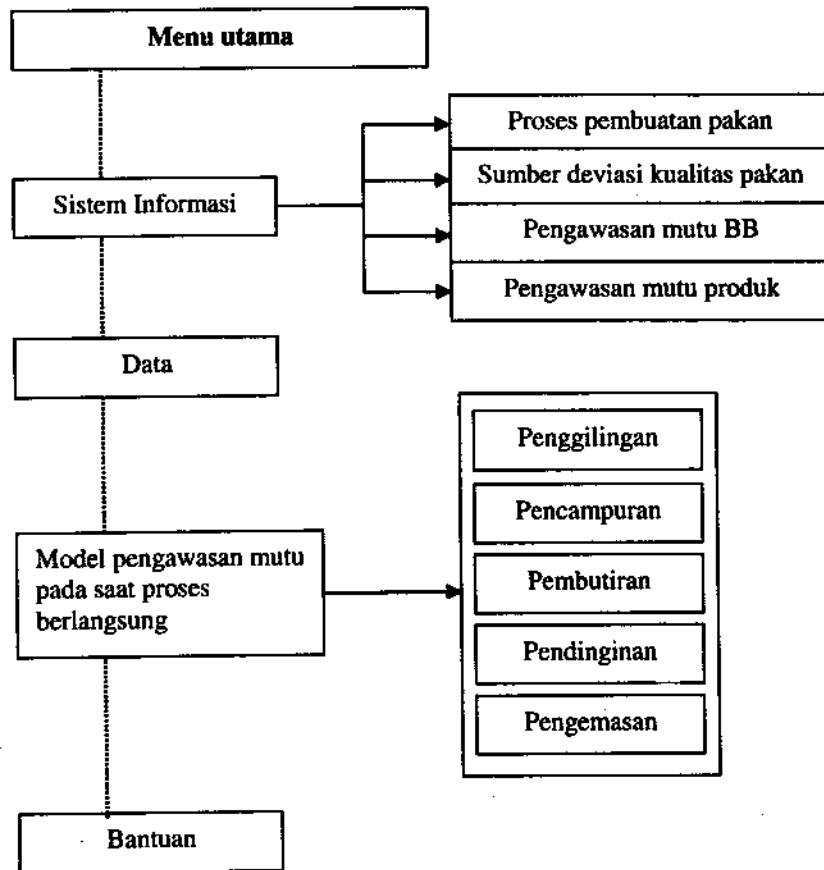 Menu utama
Proses pembuatan pakan
Sumber deviasi kualitas pakan
Sistem Informasi
Pengawasan mutu BB
Pengawasan mutu produk
Data
Penggilingan
Pencampuran
Model pengawasan mutu
pada saat proses
berlangsung
Pembutiran
Pendinginan
Pengemasan
Bantuan